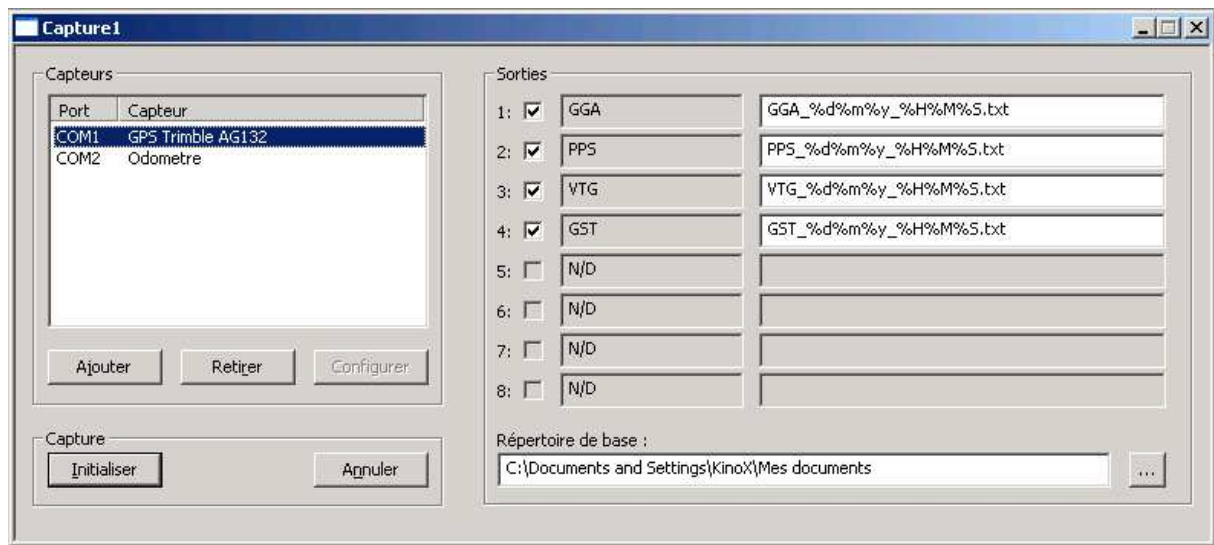 Capture1
Capteurs
Port Capteur
COM1 GPS Trimble AG132
COM2 Odometre
Ajouter Retirer Configurer
Capture
Initialiser Annuler
Sorties
1: GGA GGA_%d%m%y_%H%M%S.txt
2: PPS PPS_%d%m%y_%H%M%S.txt
3: VTG VTG_%d%m%y_%H%M%S.txt
4: GST GST_%d%m%y_%H%M%S.txt
5: N/D
6: N/D
7: N/D
8: N/D
Répertoire de base :
C:\Documents and Settings\KinoX\Mes documents ...